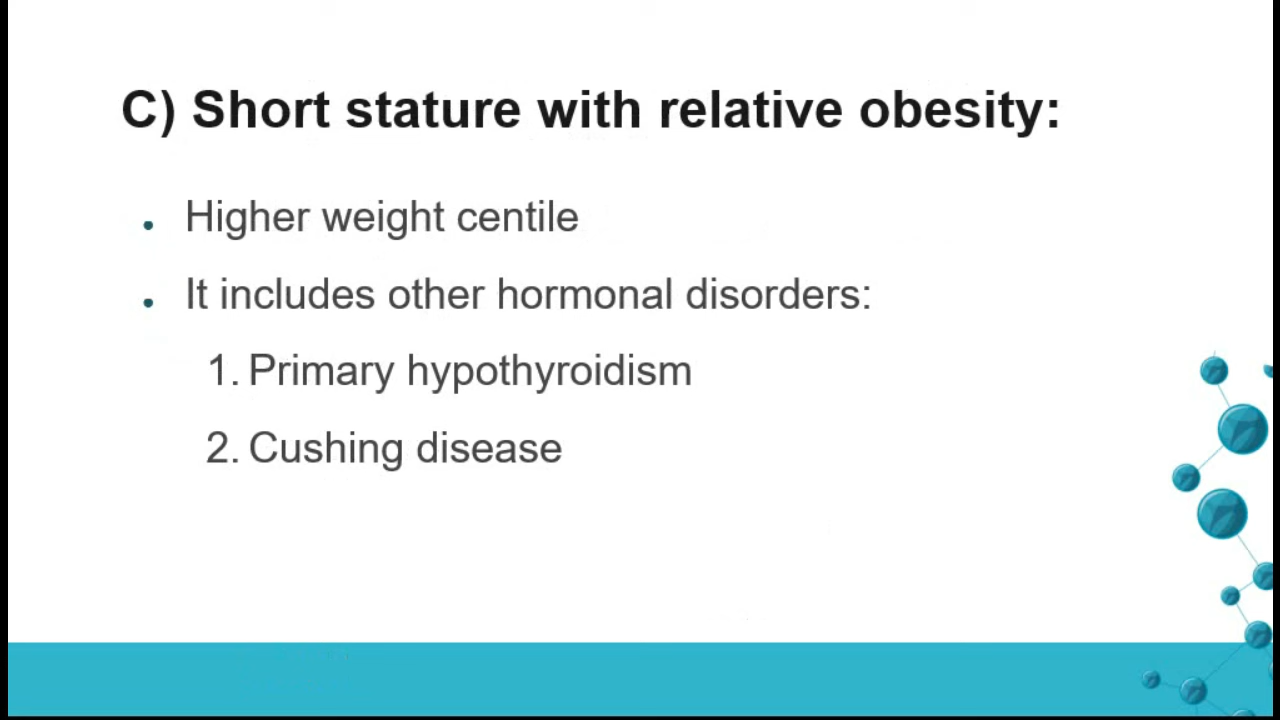 C) Short stature with relative obesity:
• Higher weight centile
• It includes other hormonal disorders:
1. Primary hypothyroidism
2. Cushing disease